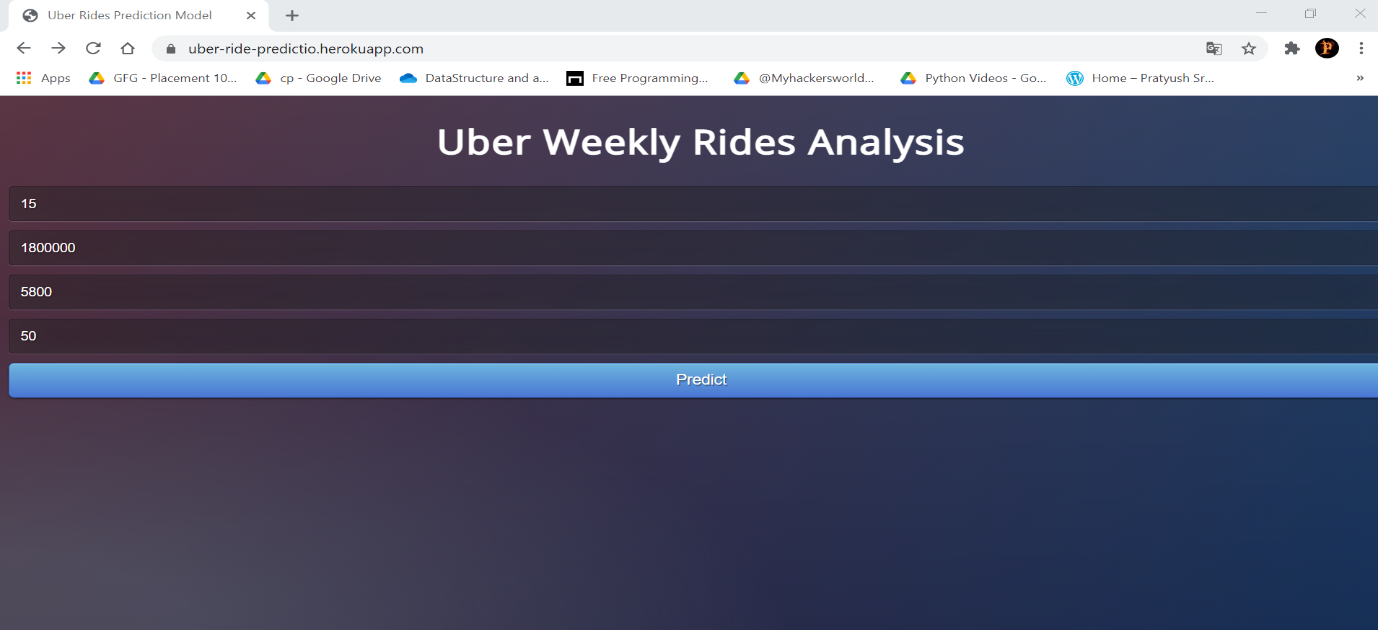 Uber Rides Prediction Model
uber-ride-predictio.herokuapp.com
Apps GFG - Placement 10... cp - Google Drive DataStructure and a... Free Programming... @Myhackersworld... Python Videos - Go... Home – Pratyush Sr... »
Uber Weekly Rides Analysis
15
1800000
5800
50
Predict